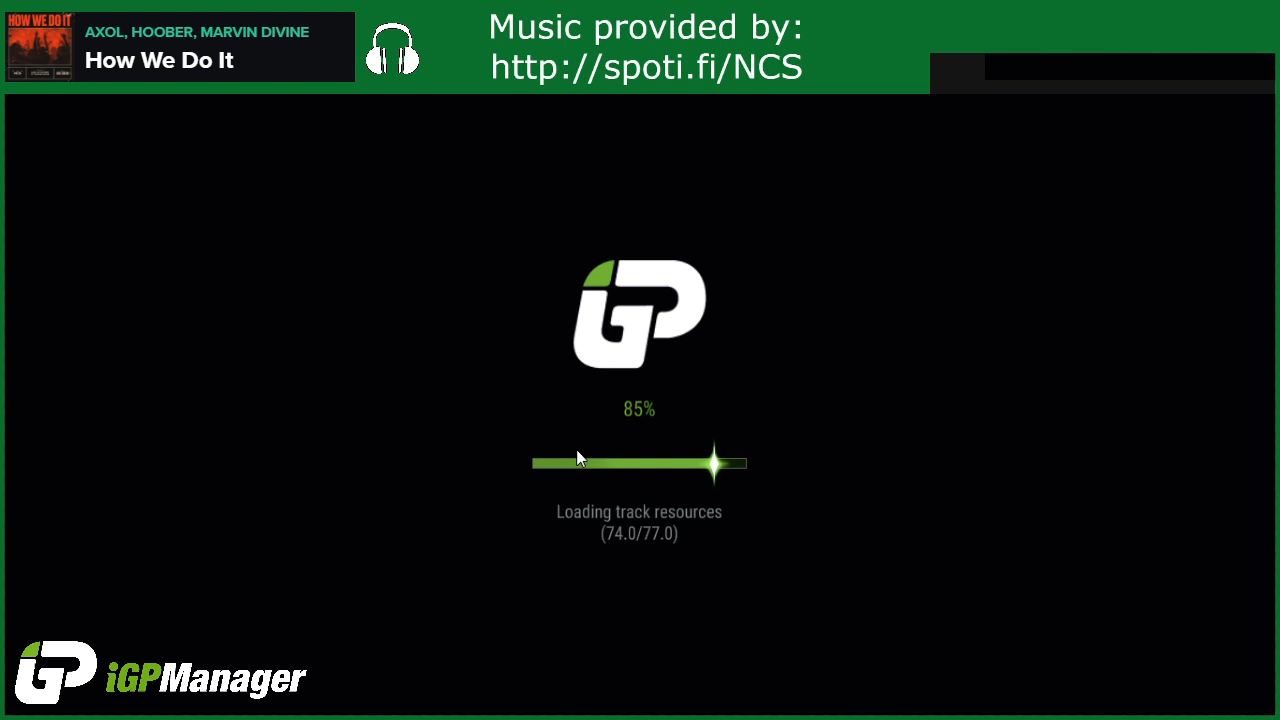 HOW WE DO IT
AXOL, HOOBER, MARVIN DIVINE
How We Do It
Music provided by:
http://spoti.fi/NCS
iGP
85%
Loading track resources
(74.0/77.0)
iGP iGPManager